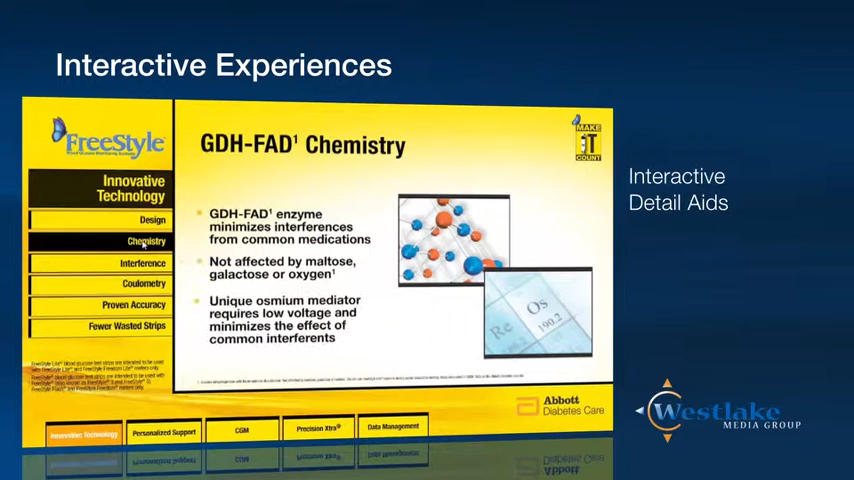 Interactive Experiences
FreeStyle
Innovative
Technology
Design
Chemistry
Interference
Coulometry
Proven Accuracy
Fewer Wasted Strips
GDH-FAD¹ Chemistry
MAKE
IT
COUNT
GDH-FAD¹ enzyme
minimizes interferences
from common medications
Not affected by maltose,
galactose or oxygen¹
Unique osmium mediator
requires low voltage and
minimizes the effect of
common interferents
Os
190.2
Re
Interactive
Detail Aids
Abbott
Diabetes Care
Innovative Technology
Personalized Support
CGM
Precision Xtra®
Data Management
Westlake
MEDIA GROUP